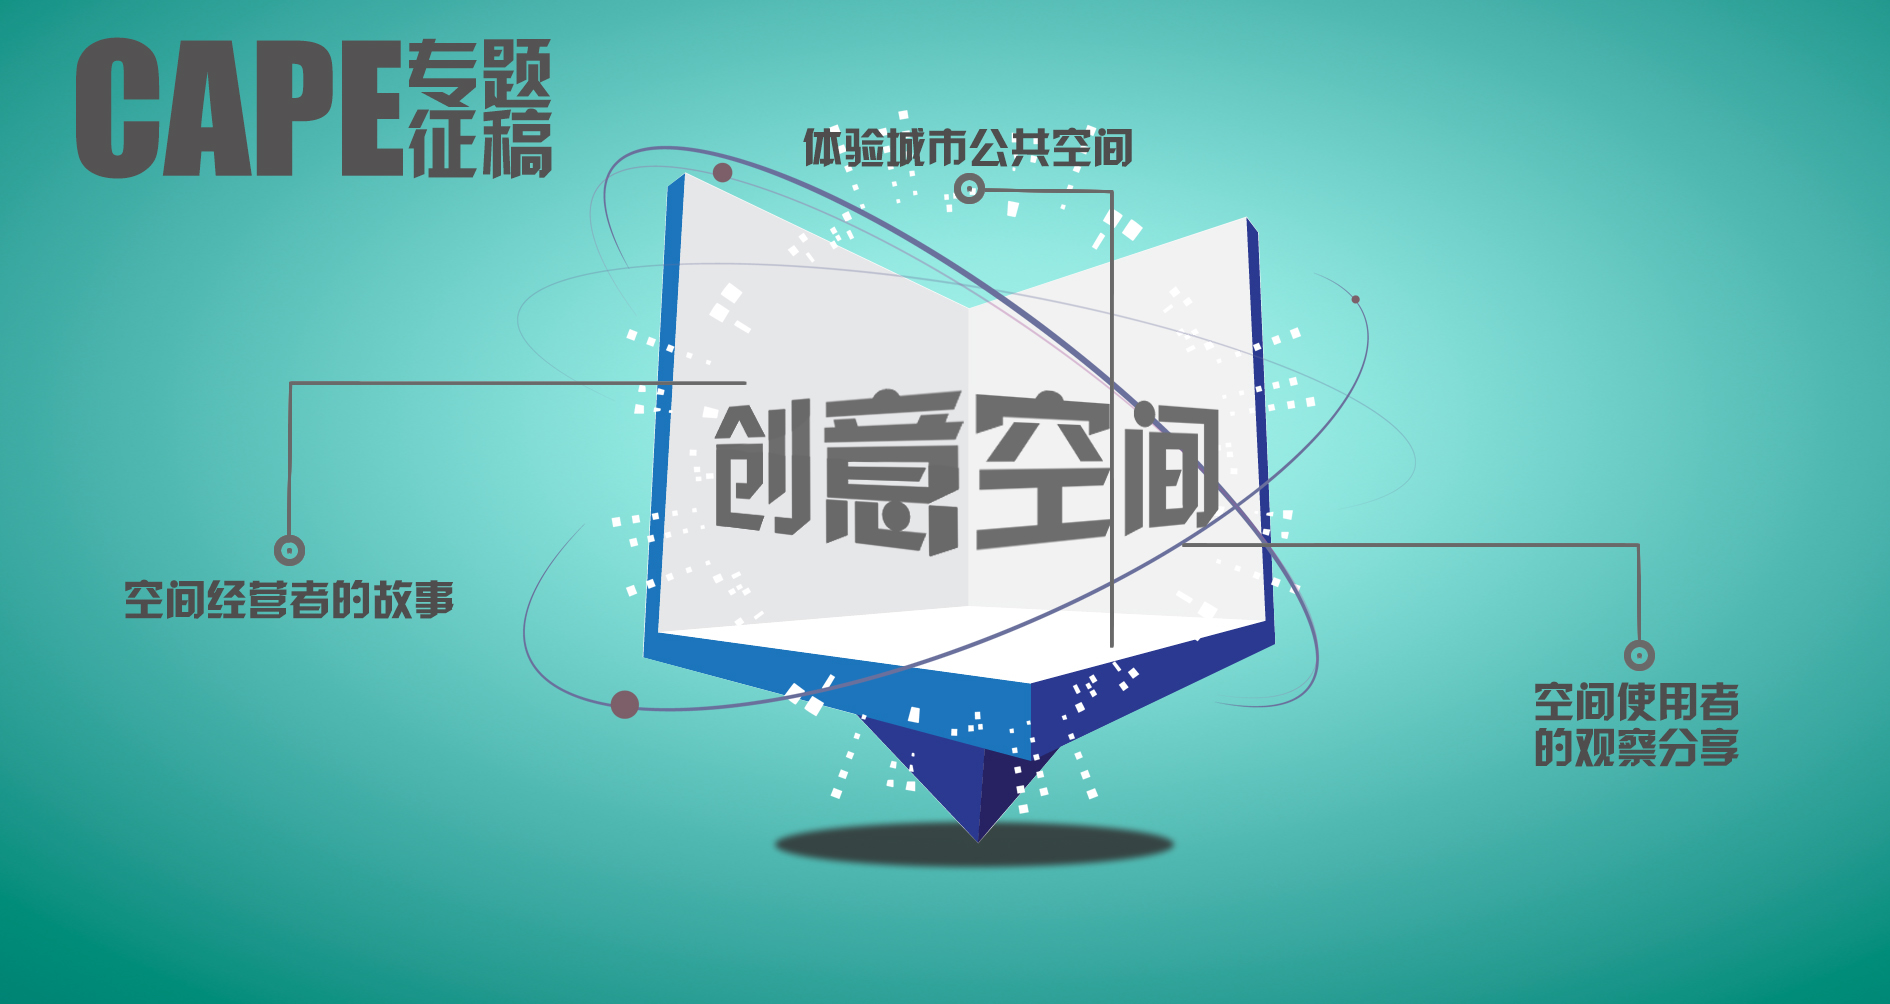 CAPE专题
征稿
体验城市公共空间
创意空间
空间经营者的故事
空间使用者
的观察分享